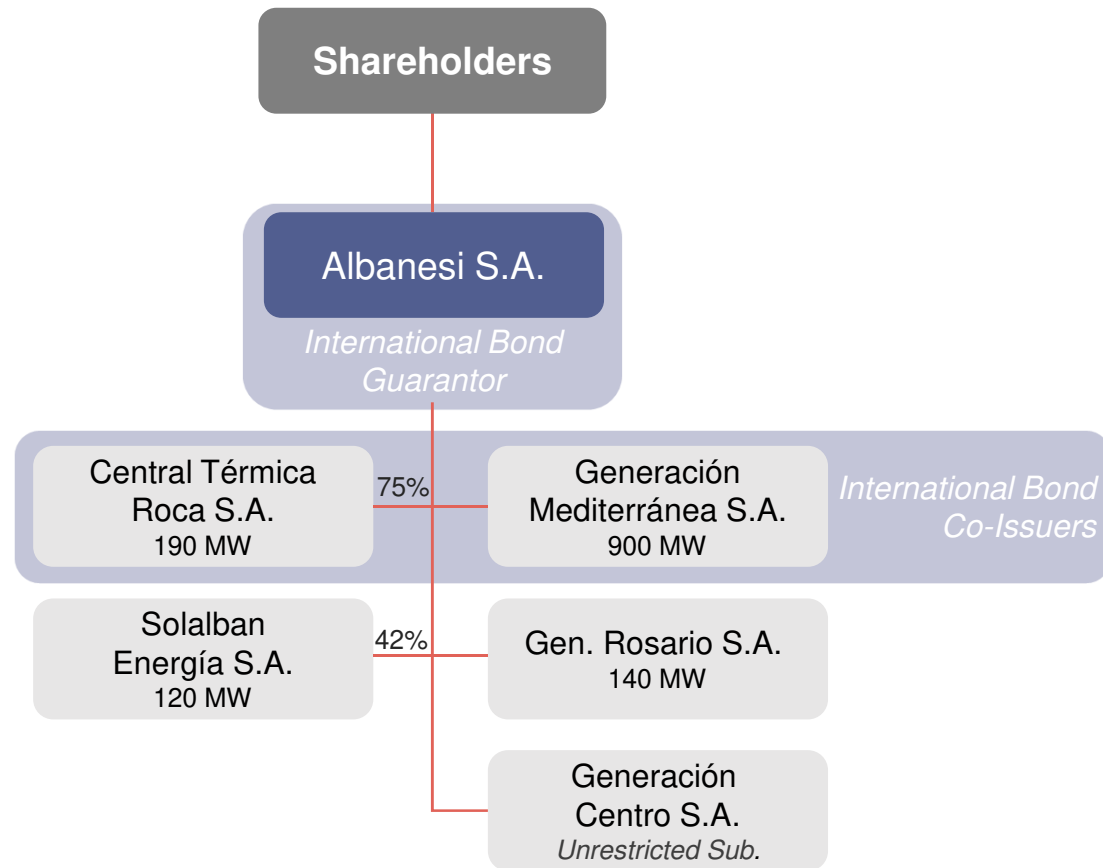 Shareholders
Albanesi S.A.
International Bond
Guarantor
Central Térmica
Roca S.A.
190 MW
75%
Generación
Mediterránea S.A.
900 MW
International Bond
Co-Issuers
Solalban
Energía S.A.
120 MW
42%
Gen. Rosario S.A.
140 MW
Generación
Centro S.A.
Unrestricted Sub.